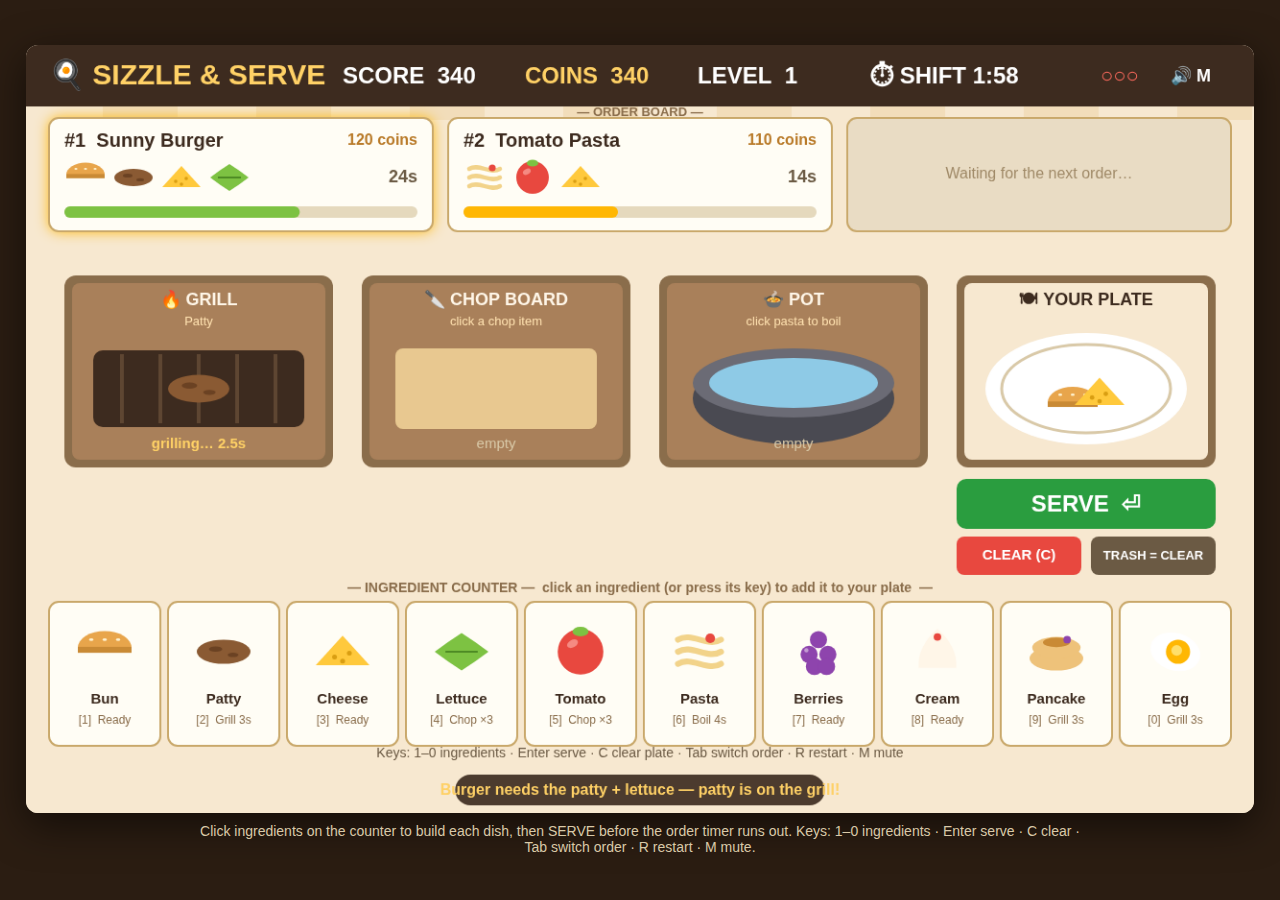 SIZZLE & SERVE SCORE 340 COINS 340 LEVEL 1 ⏱ SHIFT 1:58 ○○○ 🔊 M
— ORDER BOARD —
#1 Sunny Burger 120 coins
24s
#2 Tomato Pasta 110 coins
14s
Waiting for the next order…
🔥 GRILL
Patty
grilling… 2.5s
🔪 CHOP BOARD
click a chop item
empty
🍲 POT
click pasta to boil
empty
🍽 YOUR PLATE
SERVE ⏎
CLEAR (C)
TRASH = CLEAR
— INGREDIENT COUNTER — click an ingredient (or press its key) to add it to your plate —
Bun
[1] Ready
Patty
[2] Grill 3s
Cheese
[3] Ready
Lettuce
[4] Chop ×3
Tomato
[5] Chop ×3
Pasta
[6] Boil 4s
Berries
[7] Ready
Cream
[8] Ready
Pancake
[9] Grill 3s
Egg
[0] Grill 3s
Keys: 1–0 ingredients · Enter serve · C clear plate · Tab switch order · R restart · M mute
Burger needs the patty + lettuce — patty is on the grill!
Click ingredients on the counter to build each dish, then SERVE before the order timer runs out. Keys: 1–0 ingredients · Enter serve · C clear ·
Tab switch order · R restart · M mute.